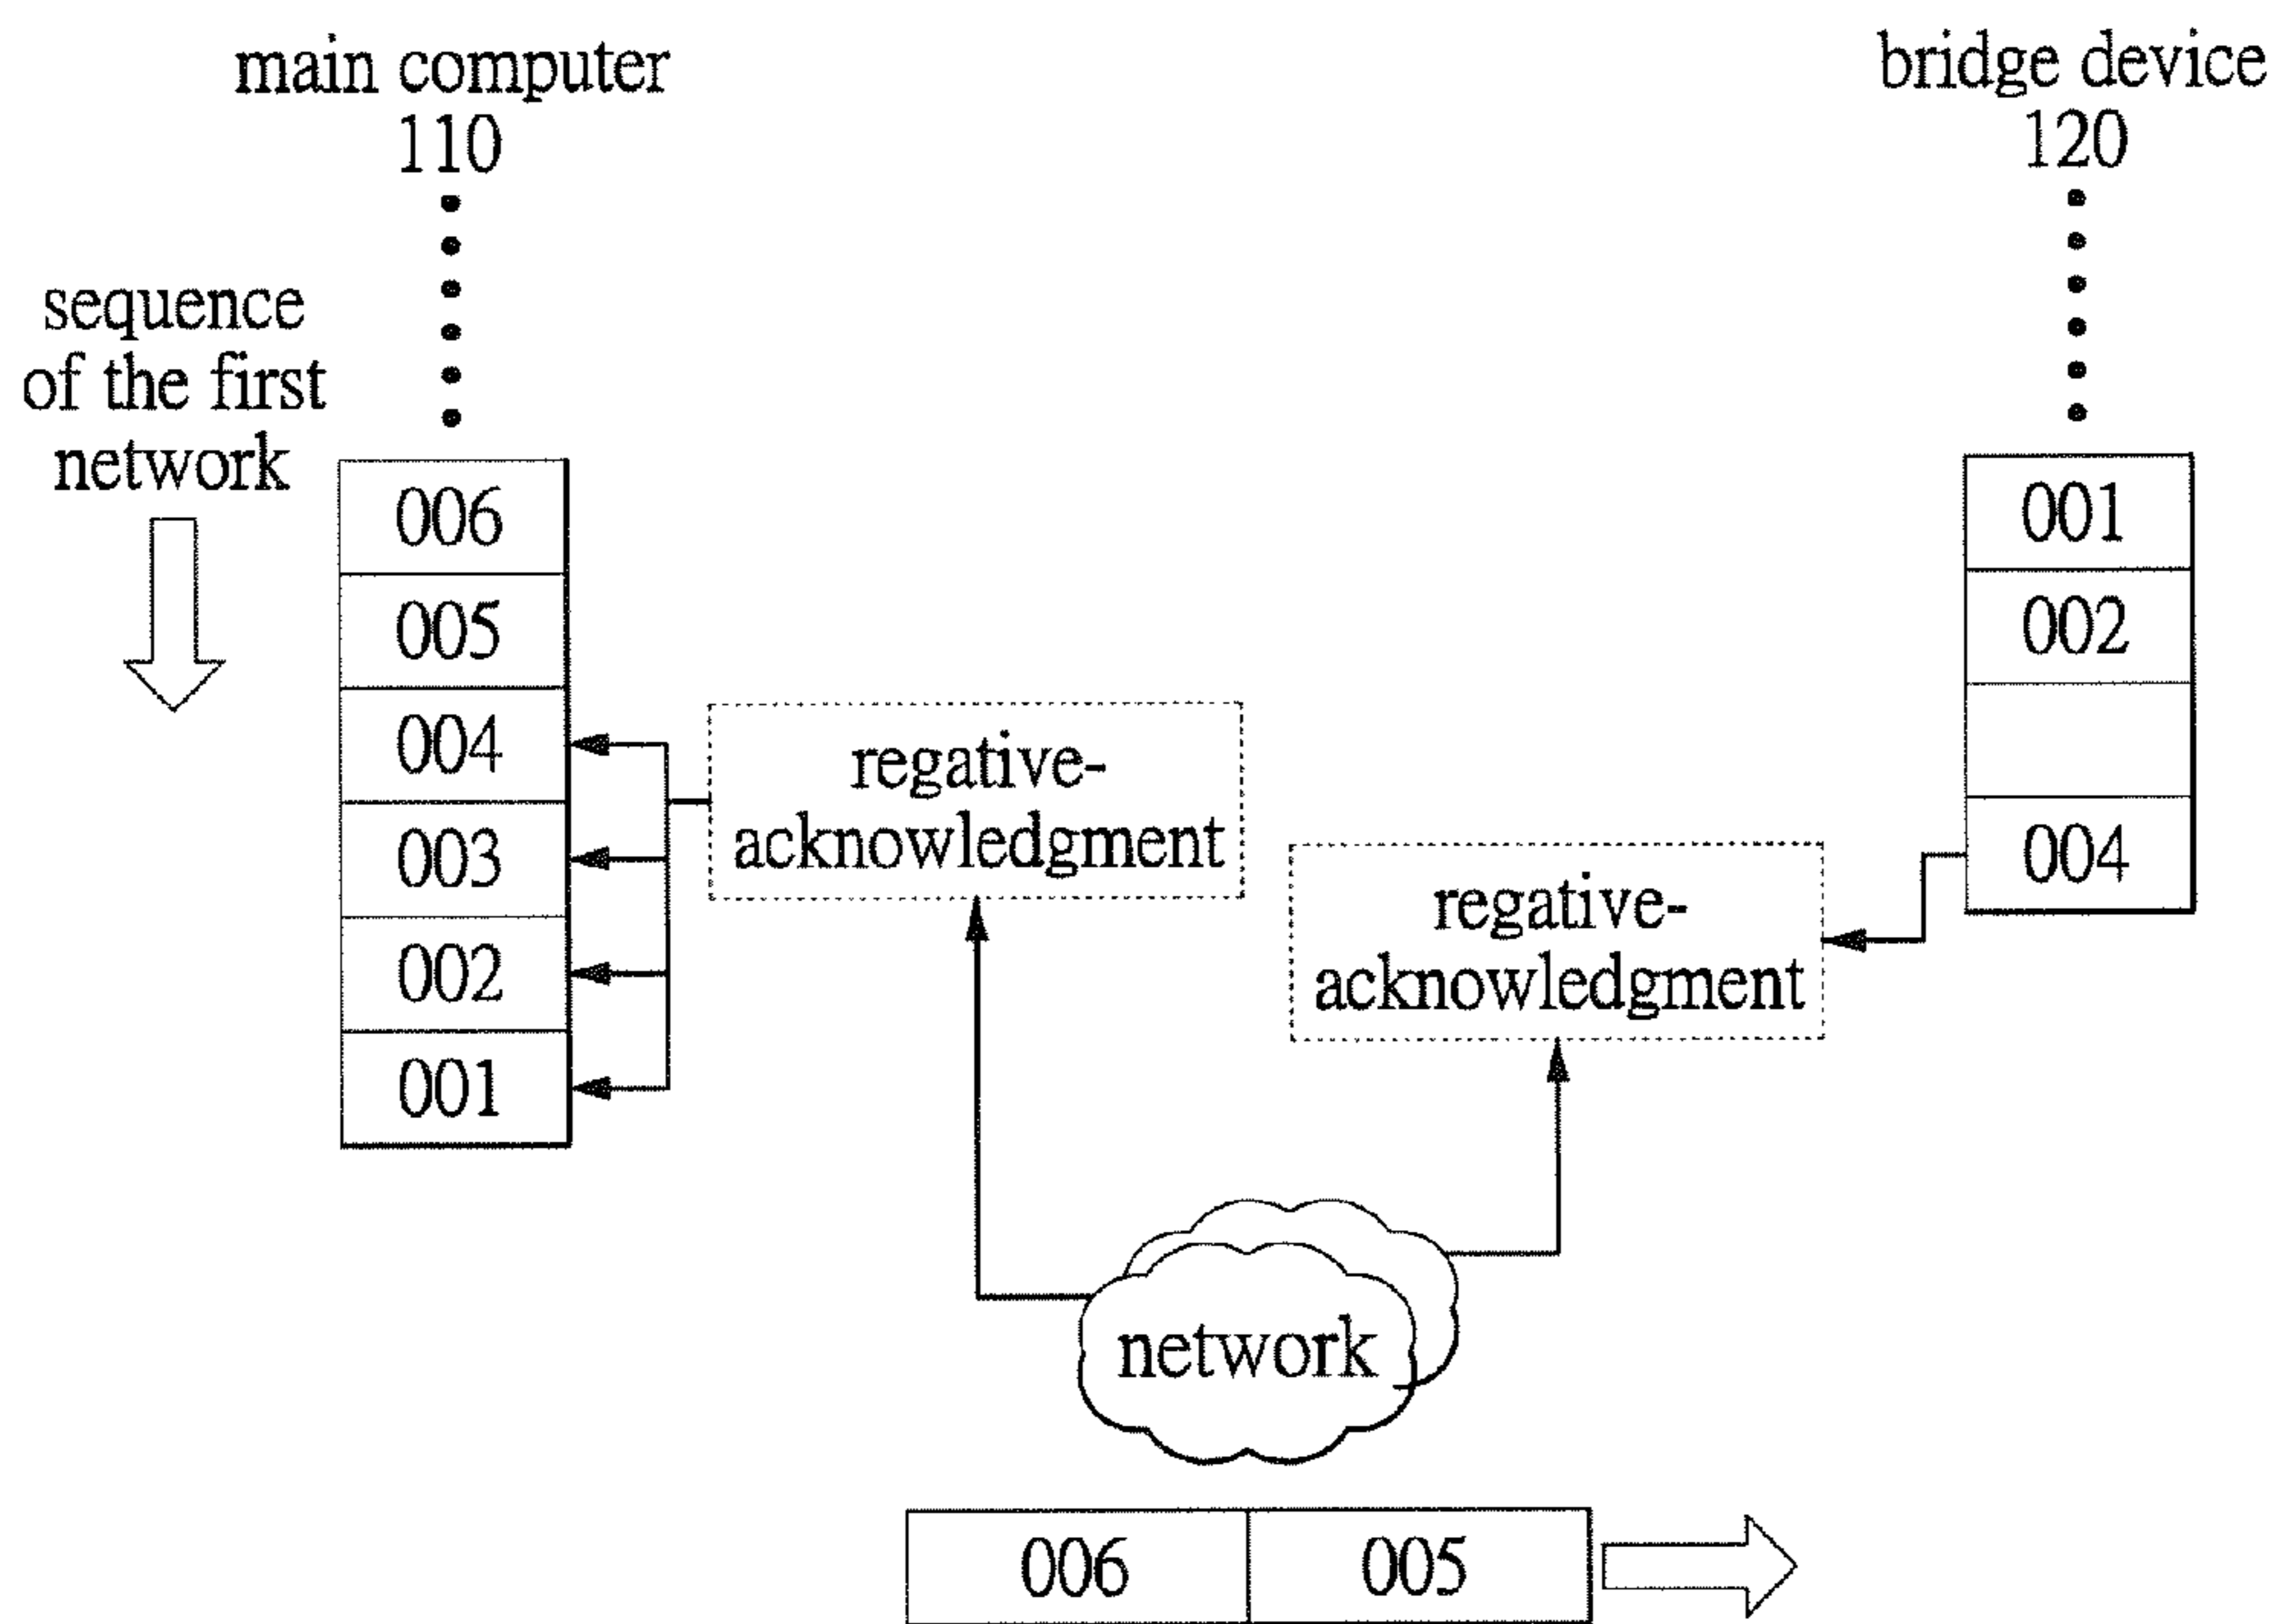 main computer
110
bridge device
120
sequence
of the first
network
006
005
004
003
002
001
regative-
acknowledgment
regative-
acknowledgment
001
002
004
network
006
005